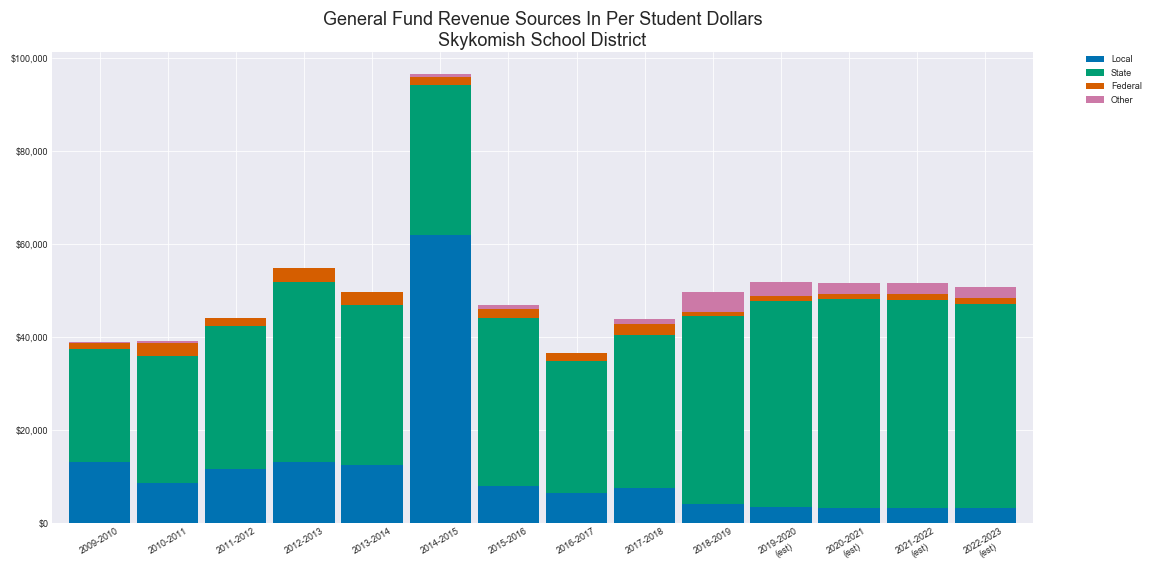 General Fund Revenue Sources In Per Student Dollars
Skykomish School District
$100,000
$80,000
$60,000
$40,000
$20,000
$0
2009-2010
2010-2011
2011-2012
2012-2013
2013-2014
2014-2015
2015-2016
2016-2017
2017-2018
2018-2019
2019-2020
(est)
2020-2021
(est)
2021-2022
(est)
2022-2023
(est)
Local
State
Federal
Other